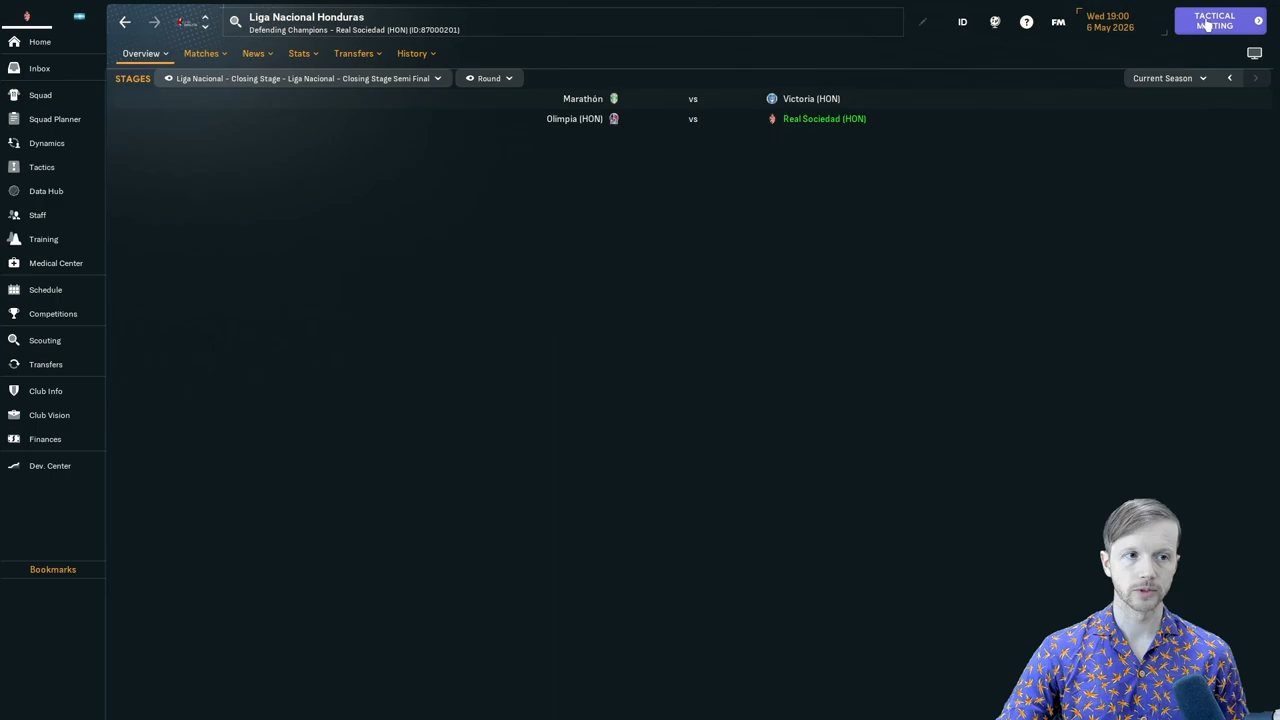 Liga Nacional Honduras
Defending Champions - Real Sociedad (HON) (ID:87000201)
ID
?
FM
Wed 19:00
6 May 2026
TACTICAL
MEETING
Home
Inbox
Squad
Squad Planner
Dynamics
Tactics
Data Hub
Staff
Training
Medical Center
Schedule
Competitions
Scouting
Transfers
Club Info
Club Vision
Finances
Dev. Center
Bookmarks
Overview
Matches
News
Stats
Transfers
History
STAGES
Liga Nacional - Closing Stage - Liga Nacional - Closing Stage Semi Final
Round
Current Season
Marathón vs Victoria (HON)
Olimpia (HON) vs Real Sociedad (HON)